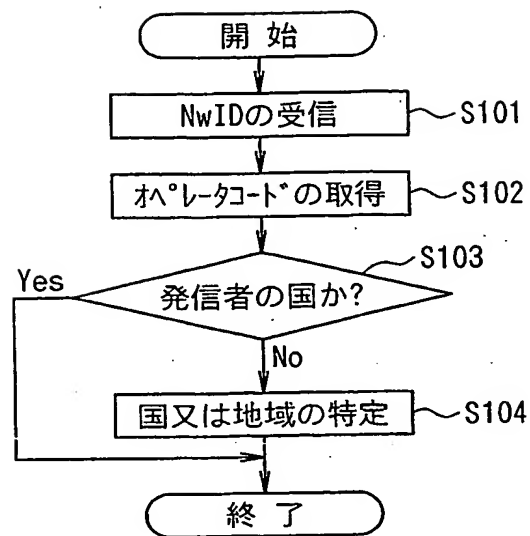 開 始
NwIDの受信 S101
ｵﾍﾟﾚｰﾀｺｰﾄﾞの取得 S102
S103
Yes
発信者の国か?
No
国又は地域の特定 S104
終 了